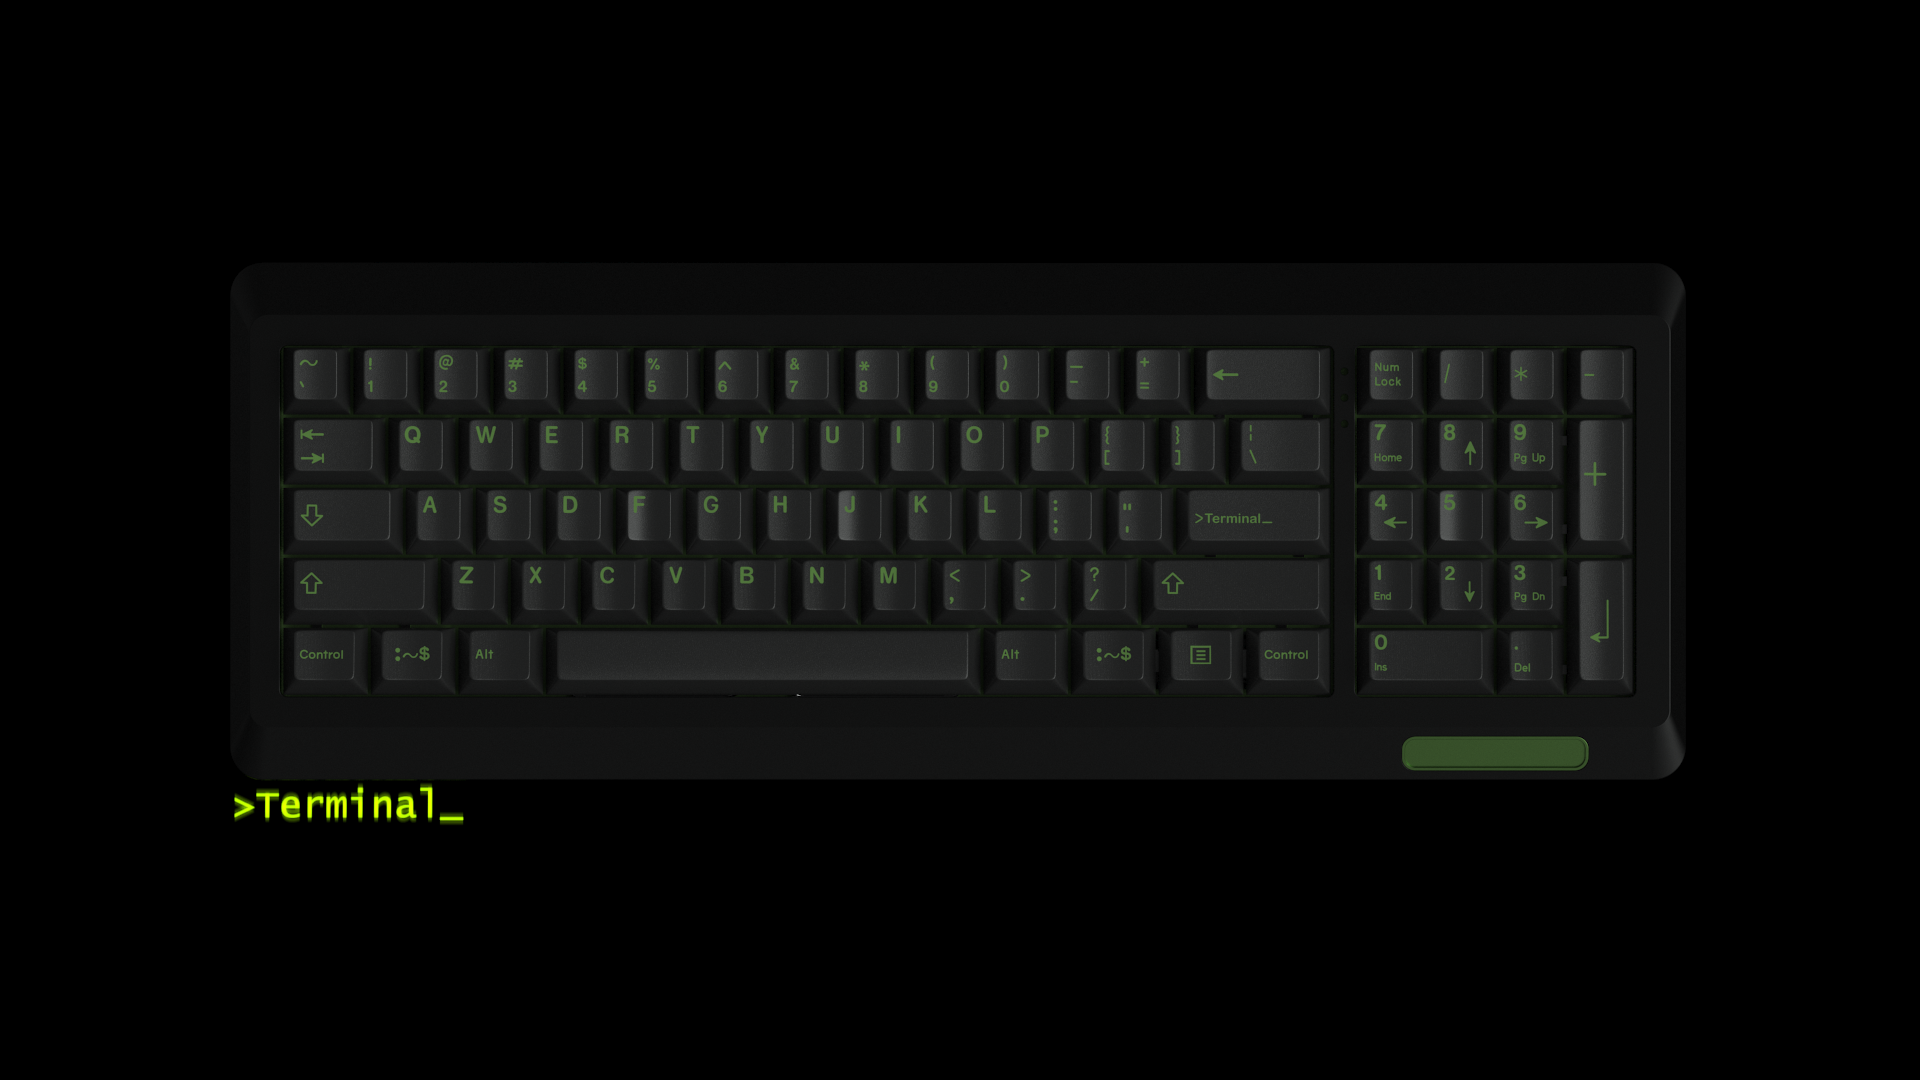 ~ ! @ # $ % ^ & * ( ) — +
` 1 2 3 4 5 6 7 8 9 0 - = ← Num Lock / * -
⇤ Q W E R T Y U I O P { } ¦ 7 8 ↑ 9 +
⇥ [ ] \ Home Pg Up
⇩ A S D F G H J K L : " >Terminal_ 4 ← 5 6 →
; '
⇧ Z X C V B N M < > ? ⇧ 1 2 ↓ 3 ↵
, . / End Pg Dn
Control :~$ Alt Alt :~$ Control 0 .
Ins Del
>Terminal_